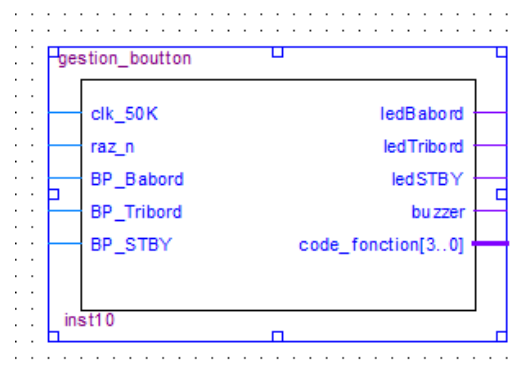 gestion_boutton
clk_50K ledBabord
raz_n ledTribord
BP_Babord ledSTBY
BP_Tribord buzzer
BP_STBY code_fonction[3..0]
inst10